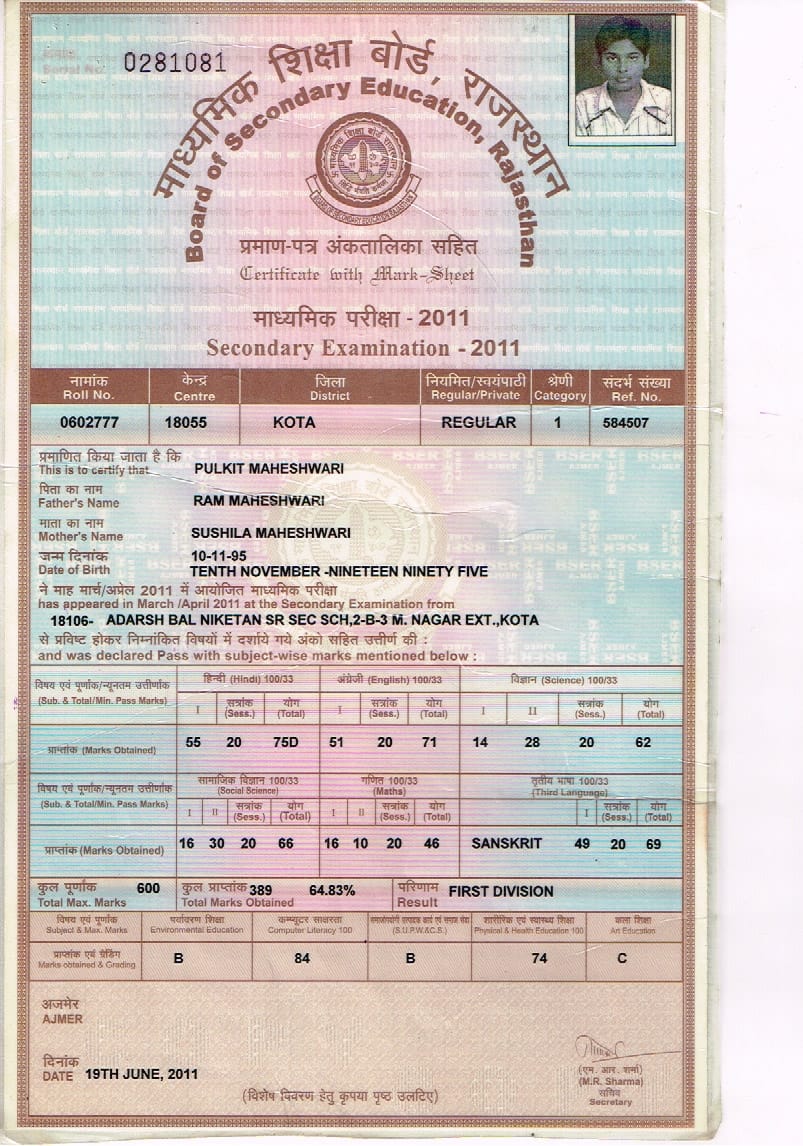 0281081
माध्यमिक शिक्षा बोर्ड, राजस्थान
Board of Secondary Education, Rajasthan
प्रमाण-पत्र अंकतालिका सहित
Certificate with Mark-Sheet
माध्यमिक परीक्षा - 2011
Secondary Examination - 2011
नामांक केन्द्र जिला नियमित/स्वयंपाठी श्रेणी संदर्भ संख्या
Roll No. Centre District Regular/Private Category Ref. No.
0602777 18055 KOTA REGULAR 1 584507
प्रमाणित किया जाता है कि
This is to certify that PULKIT MAHESHWARI
पिता का नाम
Father's Name RAM MAHESHWARI
माता का नाम
Mother's Name SUSHILA MAHESHWARI
जन्म दिनांक 10-11-95
Date of Birth TENTH NOVEMBER -NINETEEN NINETY FIVE
ने माह मार्च/अप्रेल 2011 में आयोजित माध्यमिक परीक्षा
has appeared in March /April 2011 at the Secondary Examination from
18106- ADARSH BAL NIKETAN SR SEC SCH,2-B-3 M. NAGAR EXT.,KOTA
से प्रविष्ट होकर निम्नांकित विषयों में दर्शाये गये अंको सहित उत्तीर्ण की :
and was declared Pass with subject-wise marks mentioned below :
विषय एवं पूर्णांक/न्यूनतम उत्तीर्णांक हिन्दी (Hindi) 100/33 अंग्रेजी (English) 100/33 विज्ञान (Science) 100/33
(Sub. & Total/Min. Pass Marks) I सत्रांक (Sess.) योग (Total) I सत्रांक (Sess.) योग (Total) I II सत्रांक (Sess.) योग (Total)
प्राप्तांक (Marks Obtained) 55 20 75D 51 20 71 14 28 20 62
विषय एवं पूर्णांक/न्यूनतम उत्तीर्णांक सामाजिक विज्ञान 100/33 (Social Science) गणित 100/33 (Maths) तृतीय भाषा 100/33 (Third Language)
(Sub. & Total/Min. Pass Marks) I II सत्रांक (Sess.) योग (Total) I II सत्रांक (Sess.) योग (Total) I सत्रांक (Sess.) योग (Total)
प्राप्तांक (Marks Obtained) 16 30 20 66 16 10 20 46 SANSKRIT 49 20 69
कुल पूर्णांक 600 कुल प्राप्तांक 389 64.83% परिणाम FIRST DIVISION
Total Max. Marks Total Marks Obtained Result
विषय एवं पूर्णांक पर्यावरण शिक्षा कम्प्यूटर साक्षरता समाजोपयोगी उत्पादक कार्य एवं समाज सेवा शारीरिक एवं स्वास्थ्य शिक्षा कला शिक्षा
Subject & Max. Marks Environmental Education Computer Literacy 100 (S.U.P.W.&C.S.) Physical & Health Education 100 Art Education
प्राप्तांक एवं ग्रेडिंग
Marks obtained & Grading B 84 B 74 C
अजमेर
AJMER
दिनांक
DATE 19TH JUNE, 2011
(एम. आर. शर्मा)
(M.R. Sharma)
सचिव
Secretary
(विशेष विवरण हेतु कृपया पृष्ठ उलटिए)